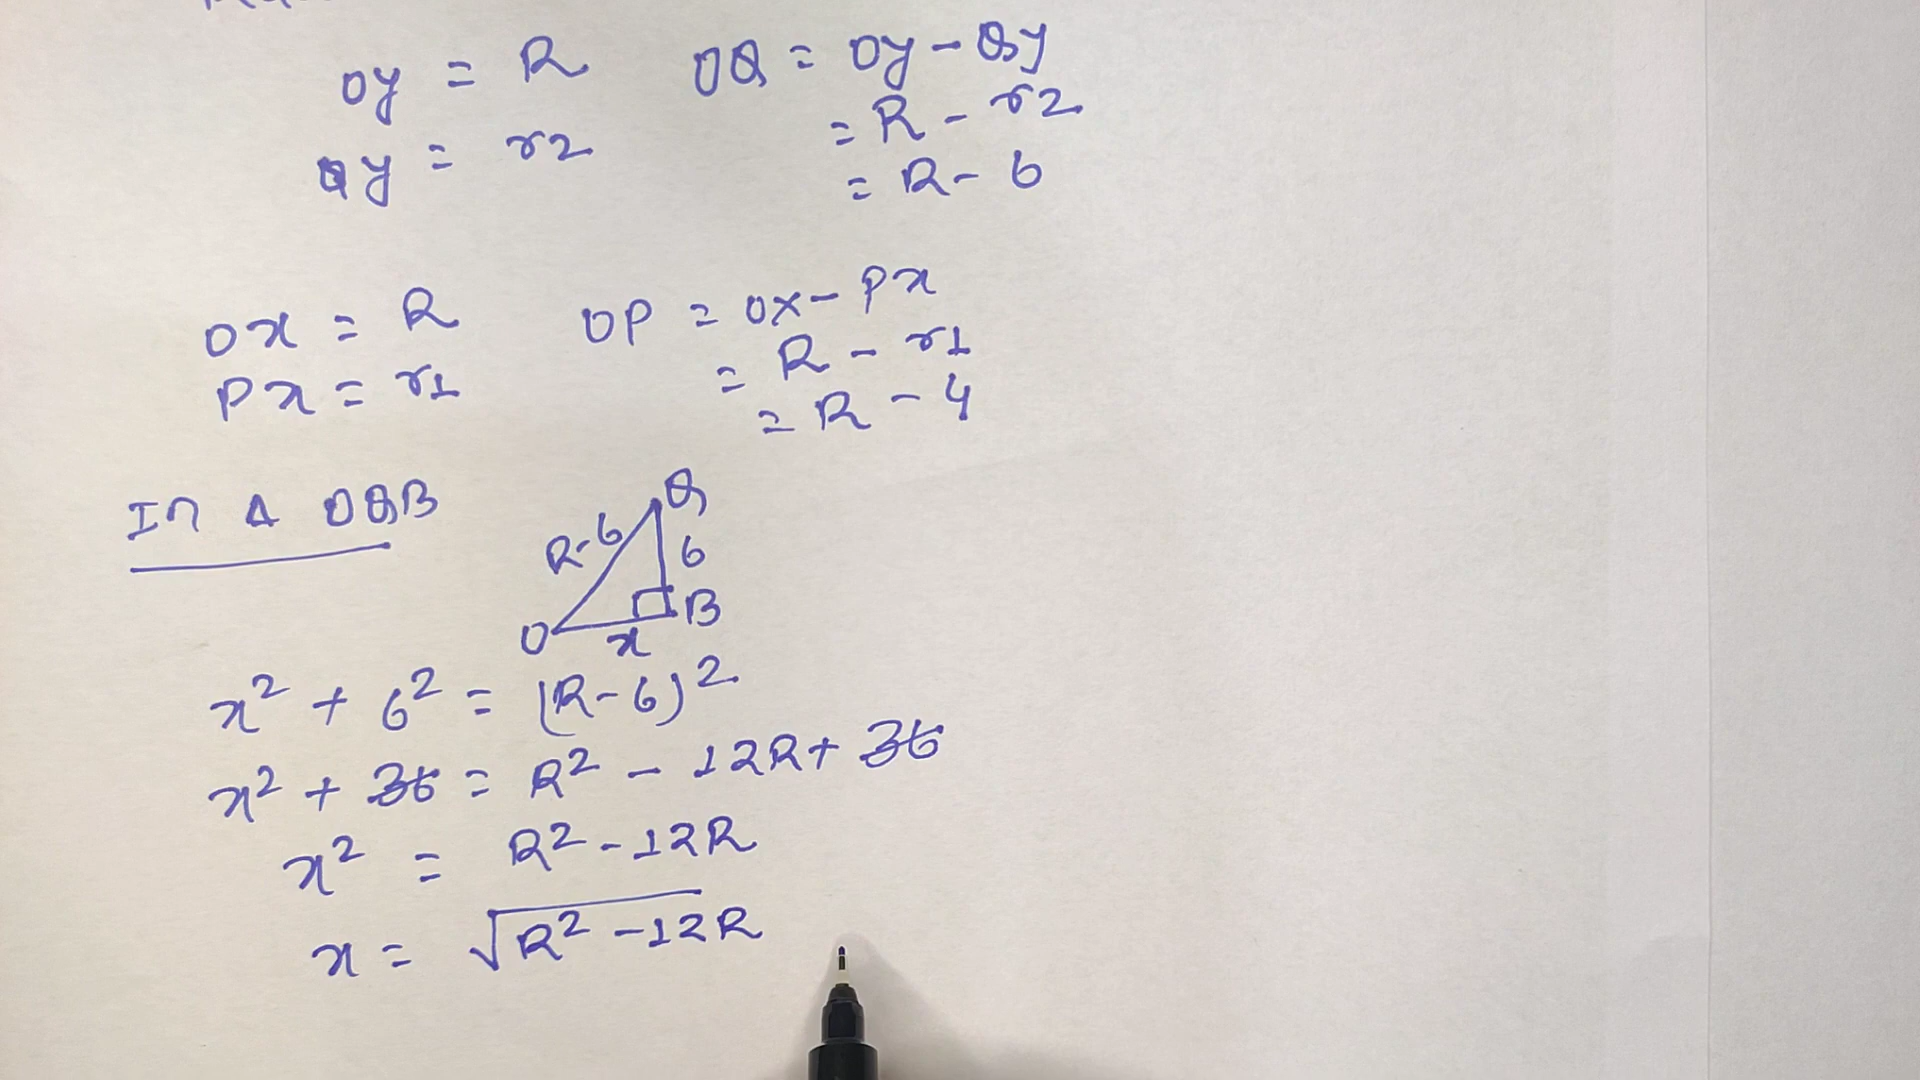 Oy = R OQ = Oy - Qy
Qy = r2 = R - r2
= R - 6
Ox = R OP = Ox - Px
Px = r1 = R - r1
= R - 4
In Δ OQB
Q
R-6 6
O x B
x² + 6² = (R-6)²
x² + 36 = R² - 12R + 36
x² = R² - 12R
x = √R² - 12R